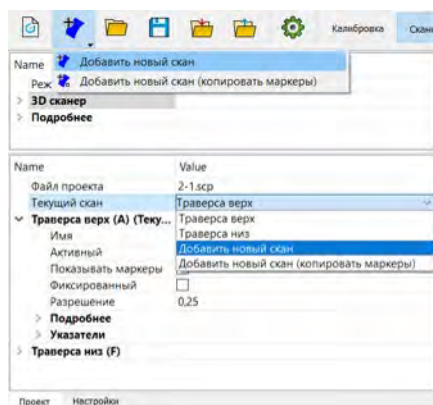 Калибровка Скани
Name
Добавить новый скан
Реж
Добавить новый скан (копировать маркеры)
3D сканер
Подробнее
Name Value
Файл проекта 2-1.scp
Текущий скан Траверса верх
Траверса верх (A) (Теку... Траверса верх
Имя Траверса низ
Активный Добавить новый скан
Показывать маркеры Добавить новый скан (копировать маркеры)
Фиксированный
Разрешение 0,25
Подробнее
Указатели
Траверса низ (F)
Проект Настройки